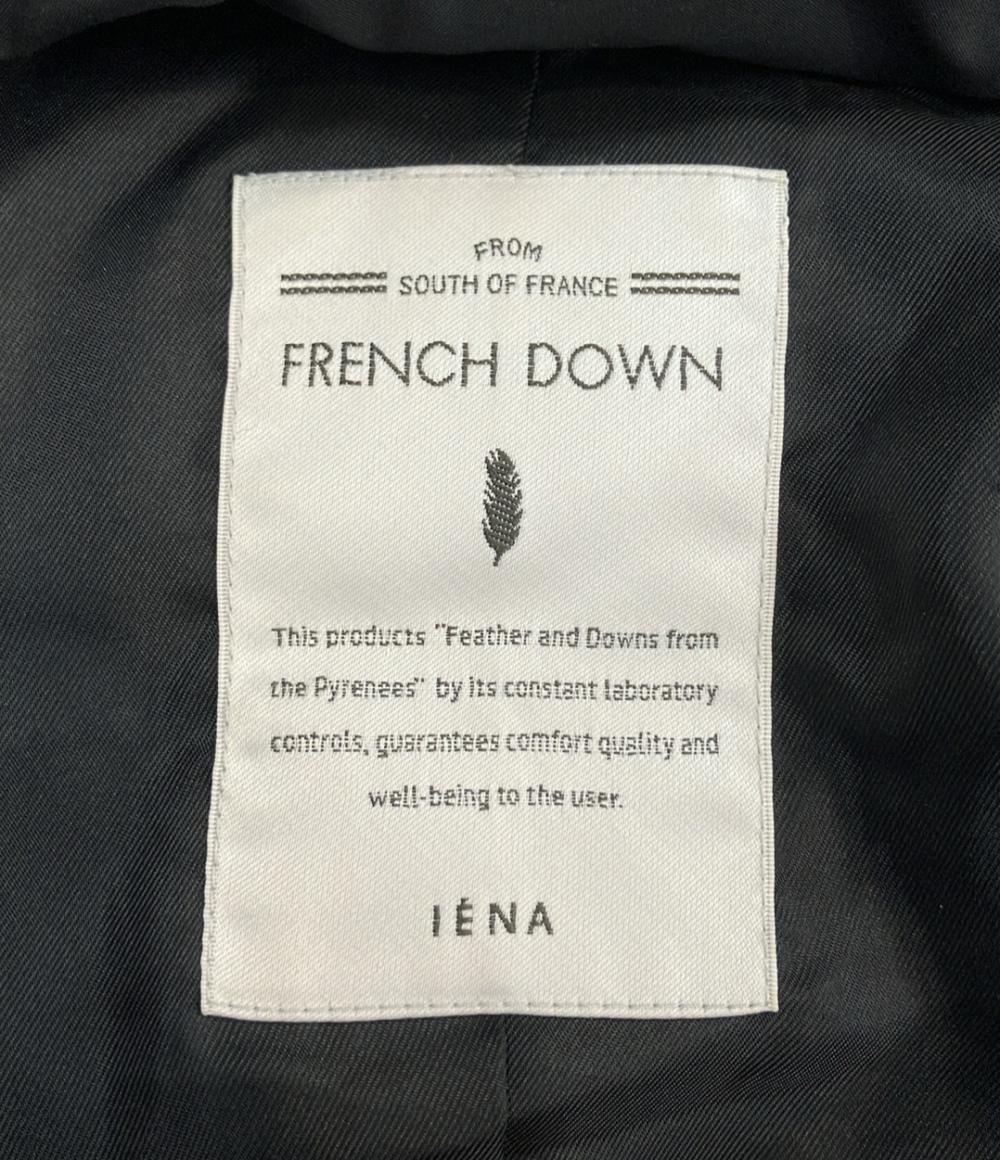 FROM
SOUTH OF FRANCE
FRENCH DOWN
This products "Feather and Downs from
the Pyrenees" by its constant laboratory
controls, guarantees comfort quality and
well-being to the user.
IÉNA